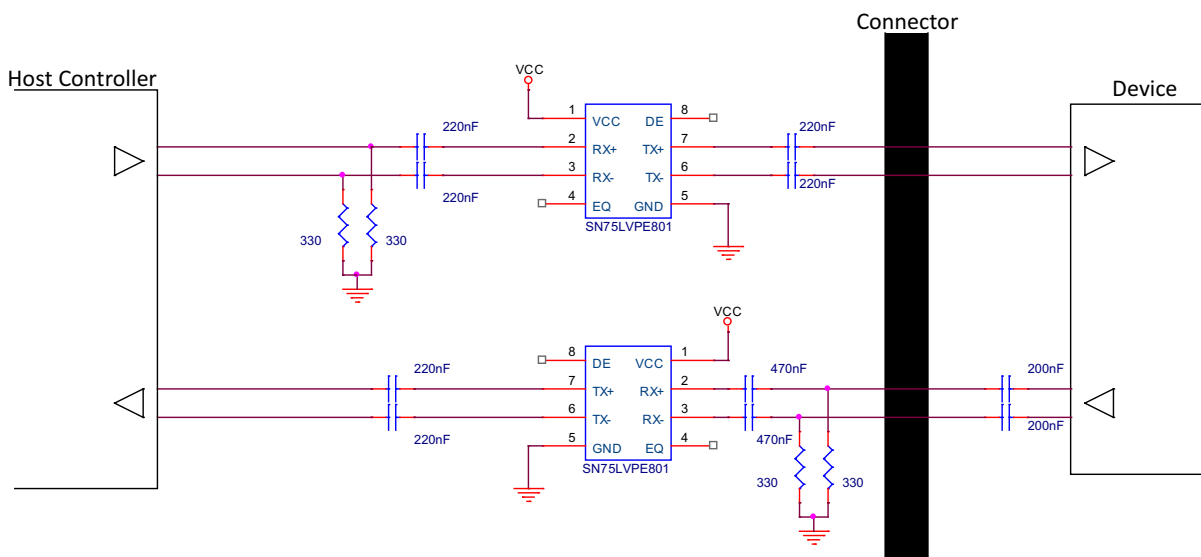 Connector
Host Controller
Device
VCC
220nF
220nF
1
VCC
DE
8
2
RX+
TX+
7
3
RX-
TX-
6
4
EQ
GND
5
220nF
220nF
SN75LVPE801
330
330
VCC
8
DE
VCC
1
220nF
470nF
200nF
7
TX+
RX+
2
6
TX-
RX-
3
220nF
470nF
200nF
5
GND
EQ
4
SN75LVPE801
330
330